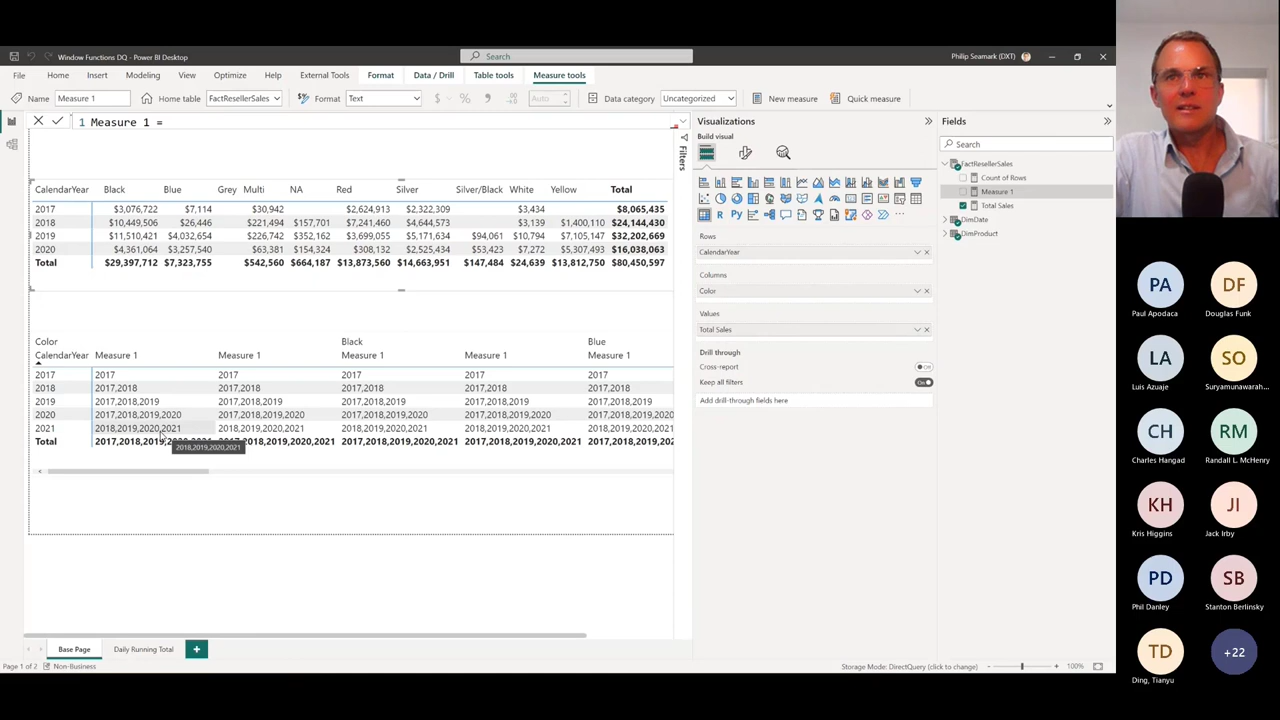 Window Functions DQ - Power BI Desktop
Search
Philip Seamark (DXT)
File Home Insert Modeling View Optimize Help External Tools Format Data / Drill Table tools Measure tools
Name Measure 1 Home table FactResellerSales Format Text $ % Auto Data category Uncategorized New measure Quick measure
1 Measure 1 =
CalendarYear Black Blue Grey Multi NA Red Silver Silver/Black White Yellow Total
2017 $3,076,722 $7,114 $30,942 $2,624,913 $2,322,309 $3,434 $8,065,435
2018 $10,449,506 $26,446 $221,494 $157,701 $7,241,460 $4,644,573 $3,139 $1,400,110 $24,144,430
2019 $11,510,421 $4,032,654 $226,742 $352,162 $3,699,055 $5,171,634 $94,061 $10,794 $7,105,147 $32,202,669
2020 $4,361,064 $3,257,540 $63,381 $154,324 $308,132 $2,525,434 $53,423 $7,272 $5,307,493 $16,038,063
Total $29,397,712 $7,323,755 $542,560 $664,187 $13,873,560 $14,663,951 $147,484 $24,639 $13,812,750 $80,450,597
Color Black Blue
CalendarYear Measure 1 Measure 1 Measure 1 Measure 1 Measure 1
2017 2017 2017 2017 2017 2017
2018 2017,2018 2017,2018 2017,2018 2017,2018 2017,2018
2019 2017,2018,2019 2017,2018,2019 2017,2018,2019 2017,2018,2019 2017,2018,2019
2020 2017,2018,2019,2020 2017,2018,2019,2020 2017,2018,2019,2020 2017,2018,2019,2020 2017,2018,2019,2020
2021 2018,2019,2020,2021 2018,2019,2020,2021 2018,2019,2020,2021 2018,2019,2020,2021 2018,2019,2020,2021
Total 2017,2018,2019,2020,2021 2017,2018,2019,2020,2021 2017,2018,2019,2020,2021 2017,2018,2019,2020,2021 2017,2018,2019,2020
2018,2019,2020,2021
Filters
Visualizations
Build visual
Rows
CalendarYear
Columns
Color
Values
Total Sales
Drill through
Cross-report Off
Keep all filters On
Add drill-through fields here
Fields
Search
FactResellerSales
Count of Rows
Measure 1
Total Sales
DimDate
DimProduct
Base Page Daily Running Total
Page 1 of 2 Non-Business
Storage Mode: DirectQuery (click to change) 100%
PA DF
Paul Apodaca Douglas Funk
LA SO
Luis Azuaje Suryamunawarah...
CH RM
Charles Hangad Randall L. McHenry
KH JI
Kris Higgins Jack Irby
PD SB
Phil Danley Stanton Berlinsky
TD +22
Ding, Tianyu